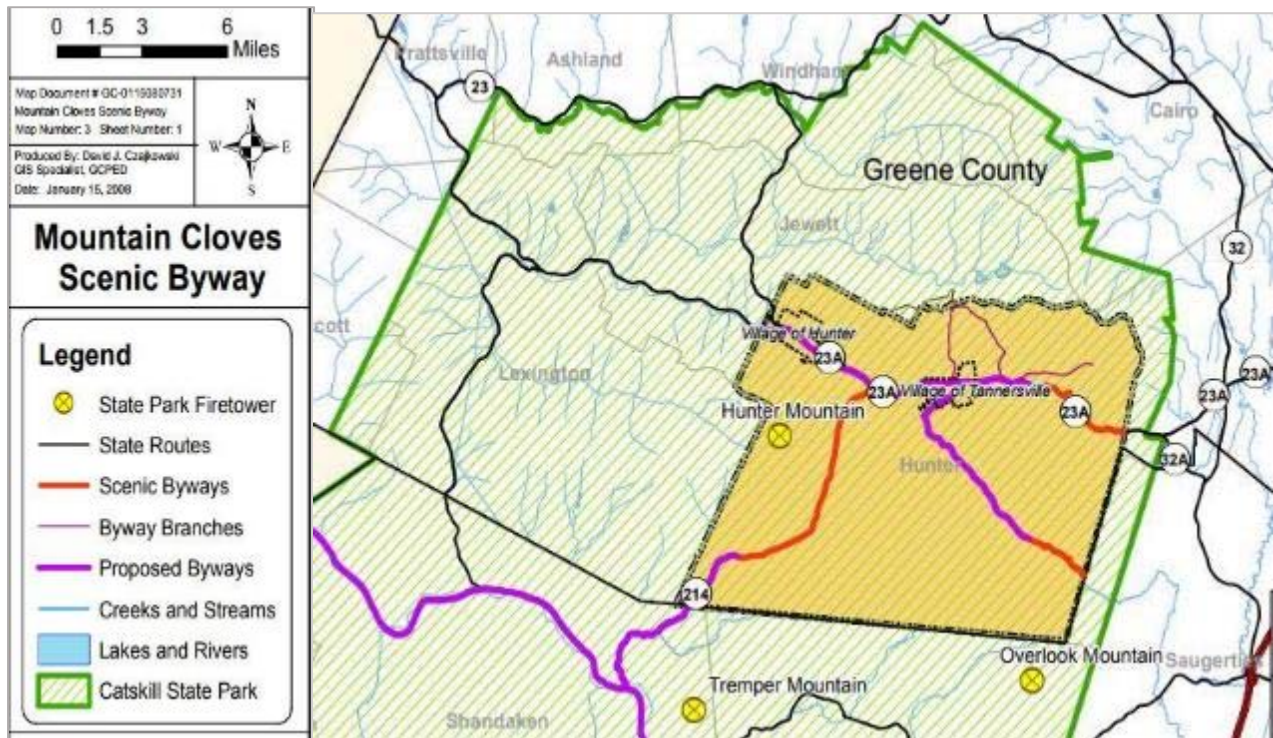 0 1.5 3 6
Miles
Map Document # GC-0115080731
Mountain Cloves Scenic Byway
Map Number: 3 Sheet Number: 1
Produced By: David J. Czajkowski
GIS Specialist, GCPED
Date: January 15, 2008
N
W E
S
Mountain Cloves
Scenic Byway
Legend
State Park Firetower
State Routes
Scenic Byways
Byway Branches
Proposed Byways
Creeks and Streams
Lakes and Rivers
Catskill State Park
Prattsville
Ashland
Windham
23
Cairo
Greene County
Jewett
32
cott
Village of Hunter
23A
Lexington
23A
Village of Tannersville
23A
23A
23A
Hunter Mountain
Hunter
32A
214
Overlook Mountain
Saugerties
Tremper Mountain
Shandaken